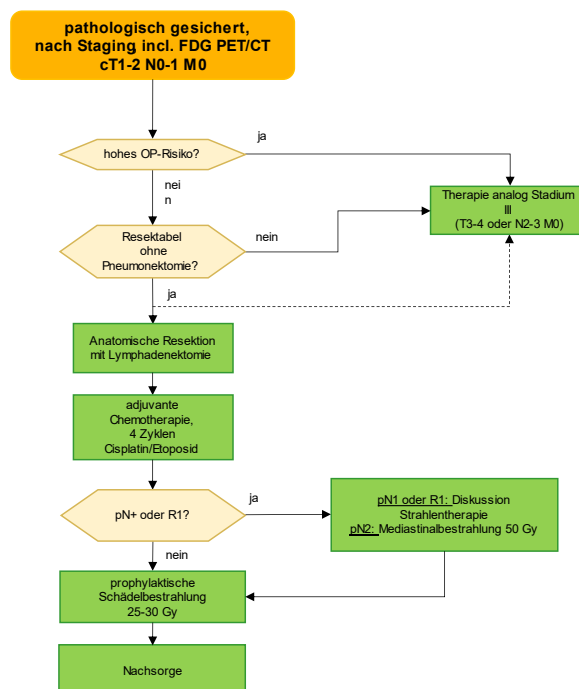 pathologisch gesichert,
nach Staging, incl. FDG PET/CT
cT1-2 N0-1 M0
ja
hohes OP-Risiko?
nei
n
Therapie analog Stadium
III
(T3-4 oder N2-3 M0)
Resektabel
ohne
Pneumonektomie?
nein
ja
Anatomische Resektion
mit Lymphadenektomie
adjuvante
Chemotherapie,
4 Zyklen
Cisplatin/Etoposid
pN+ oder R1?
ja
pN1 oder R1: Diskussion
Strahlentherapie
pN2: Mediastinalbestrahlung 50 Gy
nein
prophylaktische
Schädelbestrahlung
25-30 Gy
Nachsorge